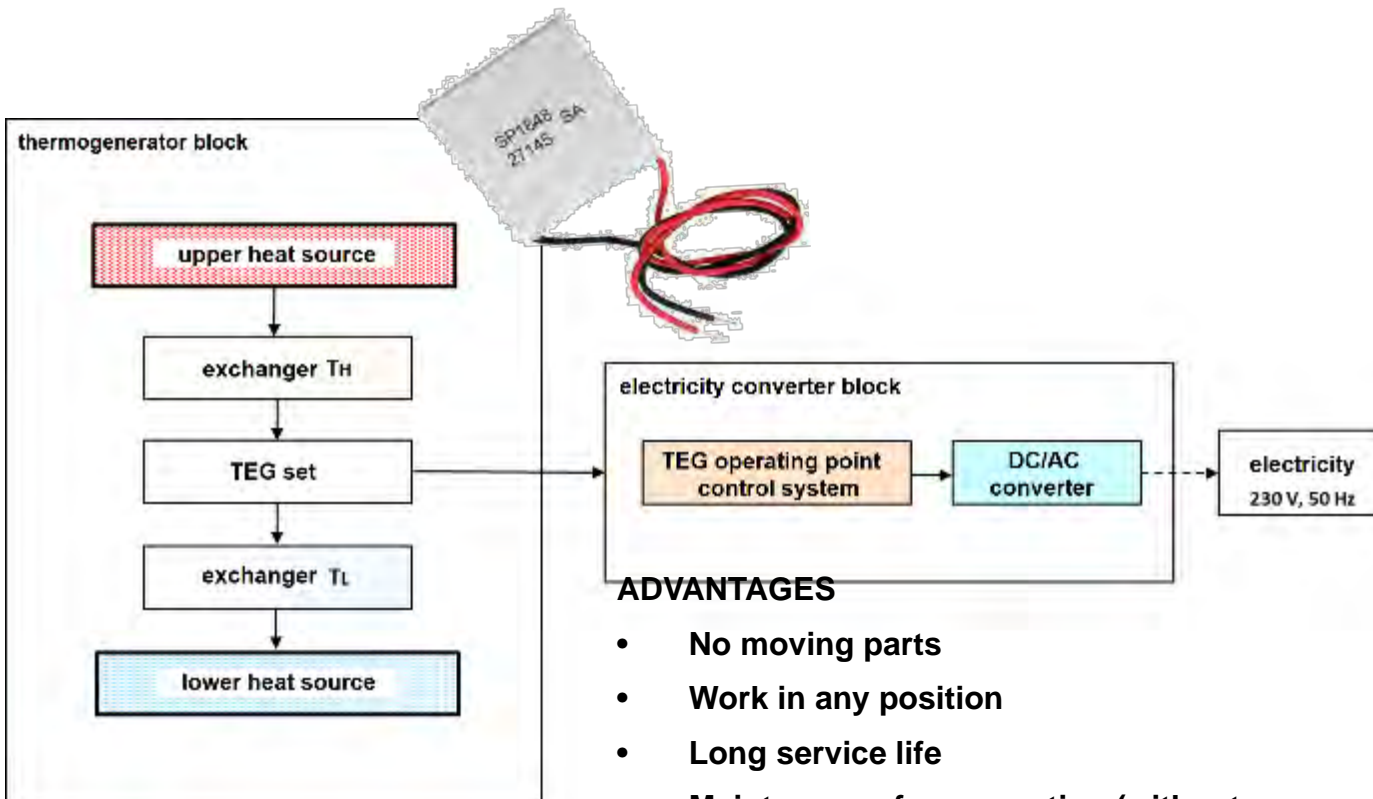 SP1848 SA
27145
thermogenerator block
upper heat source
exchanger TH
TEG set
exchanger TL
lower heat source
electricity converter block
TEG operating point
control system
DC/AC
converter
electricity
230 V, 50 Hz
ADVANTAGES
• No moving parts
• Work in any position
• Long service life